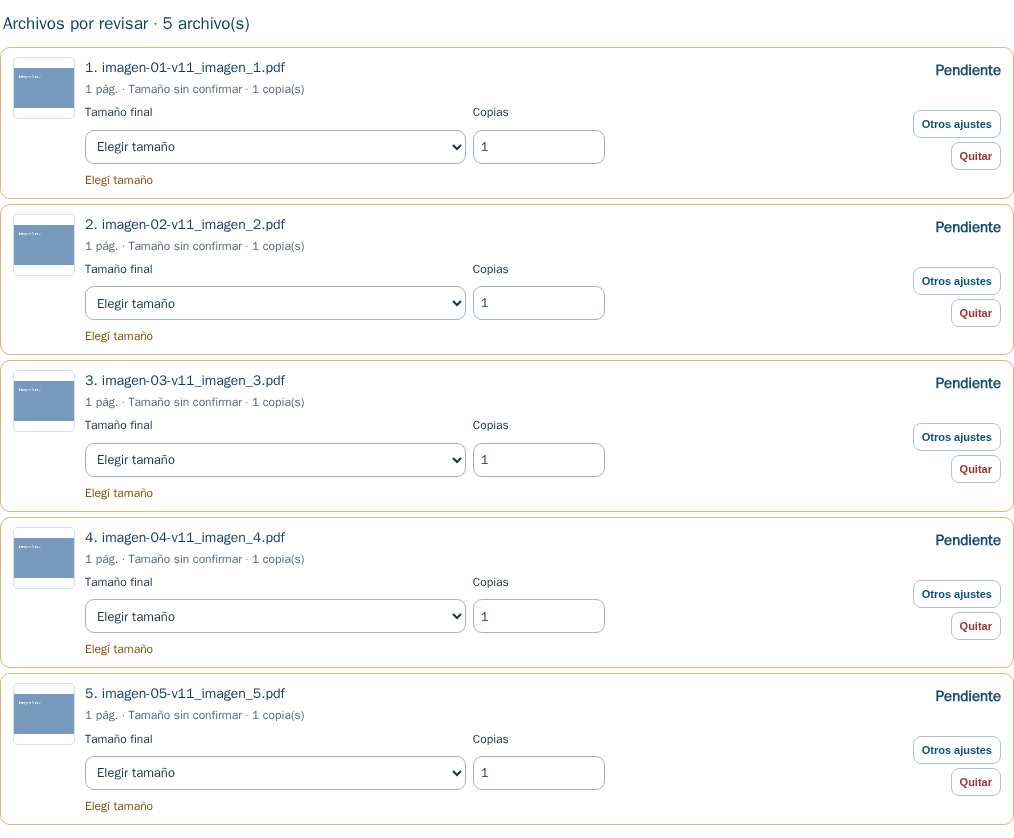 Archivos por revisar · 5 archivo(s)
1. imagen-01-v11_imagen_1.pdf
Pendiente
1 pág. · Tamaño sin confirmar · 1 copia(s)
Tamaño final
Copias
Otros ajustes
Elegir tamaño
1
Quitar
Elegí tamaño
2. imagen-02-v11_imagen_2.pdf
Pendiente
1 pág. · Tamaño sin confirmar · 1 copia(s)
Tamaño final
Copias
Otros ajustes
Elegir tamaño
1
Quitar
Elegí tamaño
3. imagen-03-v11_imagen_3.pdf
Pendiente
1 pág. · Tamaño sin confirmar · 1 copia(s)
Tamaño final
Copias
Otros ajustes
Elegir tamaño
1
Quitar
Elegí tamaño
4. imagen-04-v11_imagen_4.pdf
Pendiente
1 pág. · Tamaño sin confirmar · 1 copia(s)
Tamaño final
Copias
Otros ajustes
Elegir tamaño
1
Quitar
Elegí tamaño
5. imagen-05-v11_imagen_5.pdf
Pendiente
1 pág. · Tamaño sin confirmar · 1 copia(s)
Tamaño final
Copias
Otros ajustes
Elegir tamaño
1
Quitar
Elegí tamaño